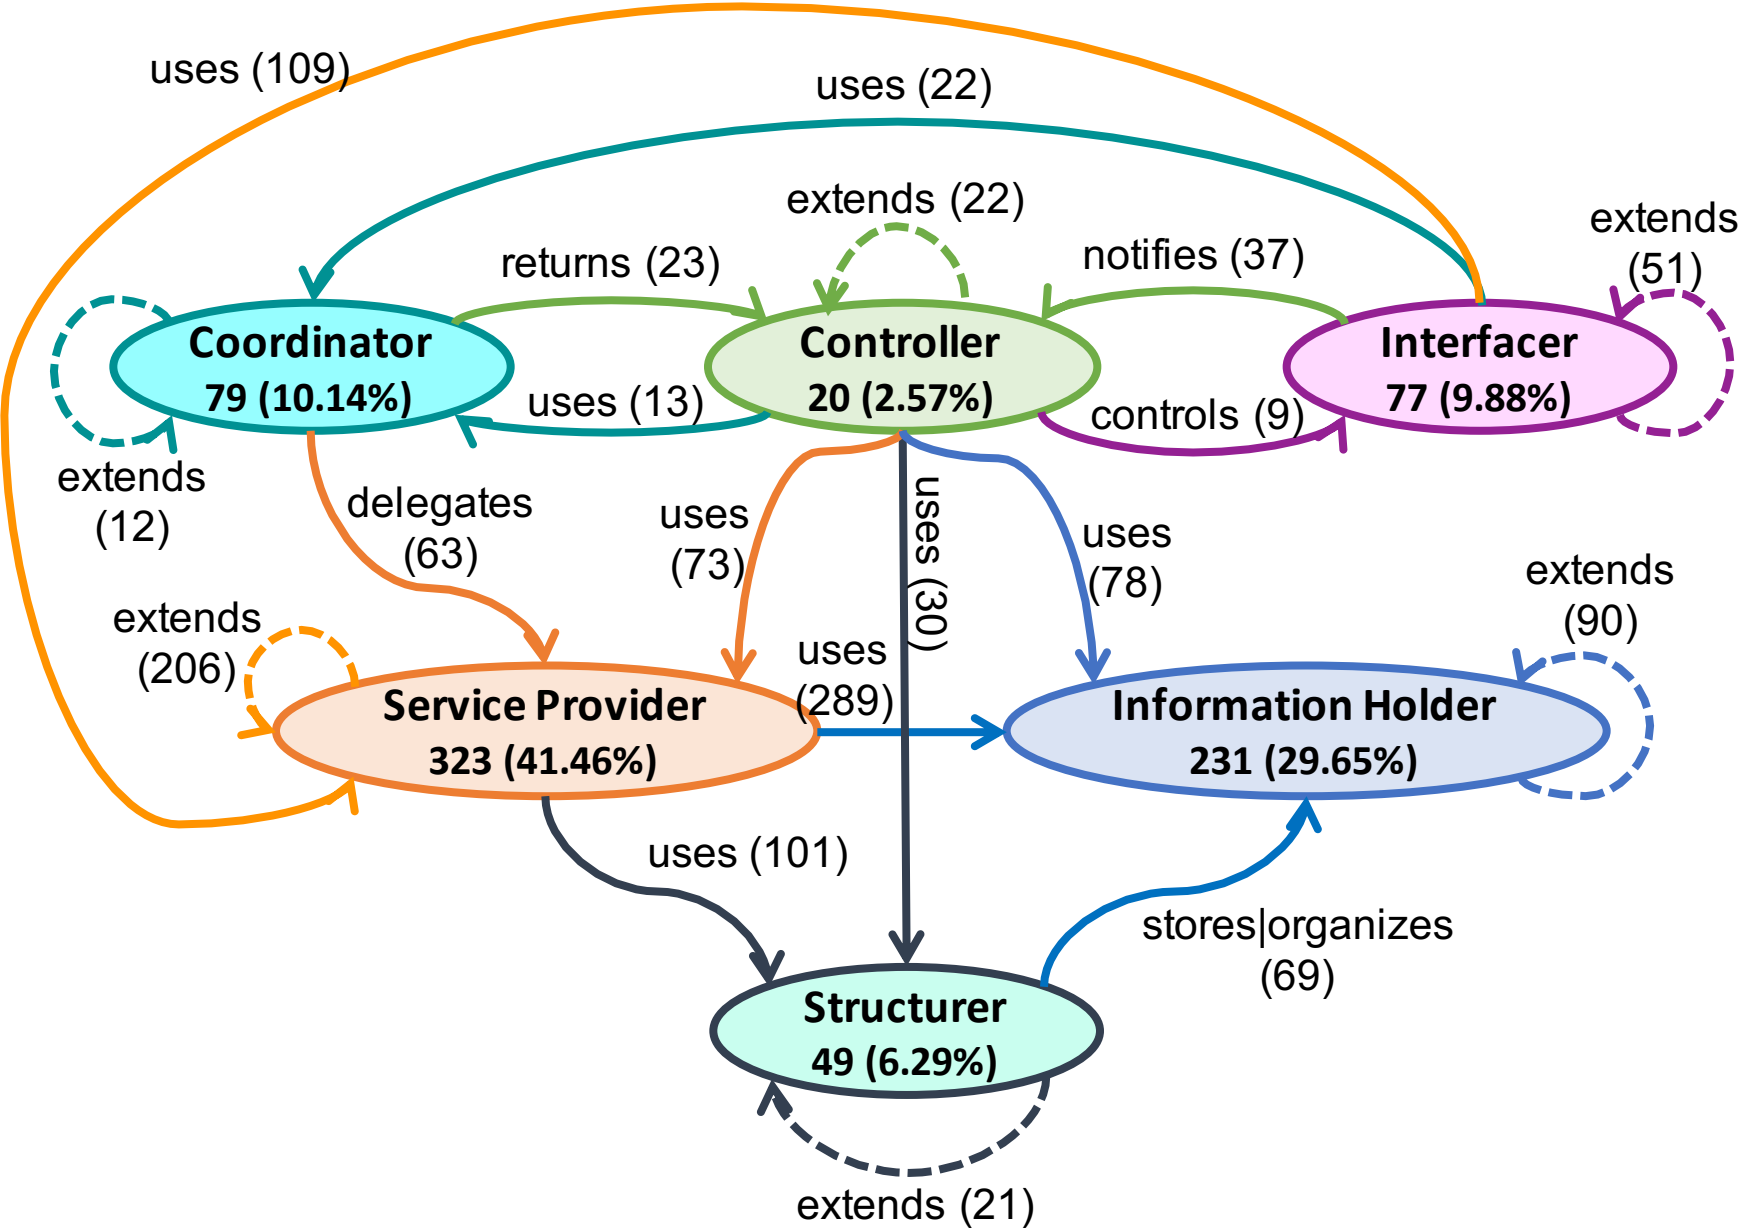 uses (109)
uses (22)
extends (22)
extends
(51)
returns (23)
notifies (37)
Coordinator
79 (10.14%)
Controller
20 (2.57%)
Interfacer
77 (9.88%)
uses (13)
controls (9)
extends
(12)
delegates
(63)
uses
(73)
uses (30)
uses
(78)
extends
(90)
extends
(206)
uses
(289)
Service Provider
323 (41.46%)
Information Holder
231 (29.65%)
uses (101)
stores|organizes
(69)
Structurer
49 (6.29%)
extends (21)